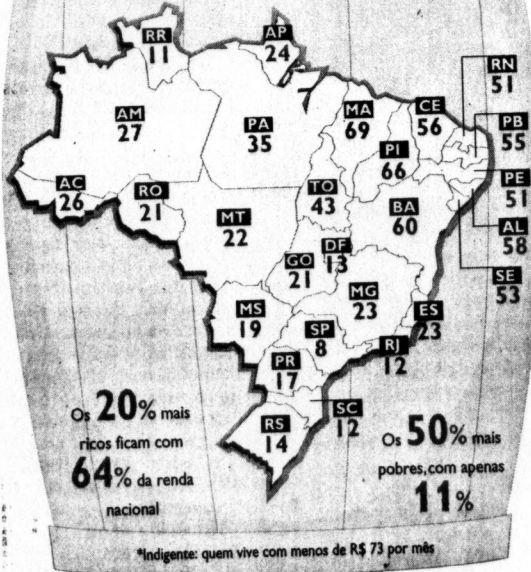 RR
11
AP
24
AM
27
PA
35
MA
69
CE
56
RN
51
PB
55
PI
66
PE
51
AC
26
RO
21
TO
43
BA
60
AL
58
MT
22
DF
13
GO
21
SE
53
MG
23
ES
23
MS
19
SP
8
RJ
12
PR
17
SC
12
RS
14
Os 20% mais
ricos ficam com
64% da renda
nacional
Os 50% mais
pobres, com apenas
11%
*Indigente: quem vive com menos de R$ 73 por mês